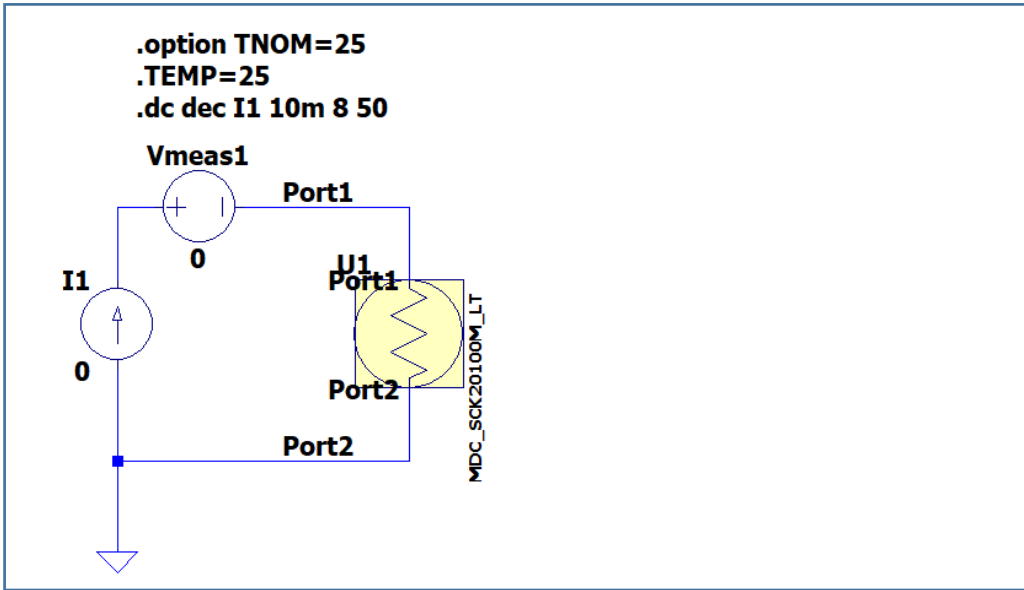 .option TNOM=25
.TEMP=25
.dc dec I1 10m 8 50
Vmeas1
Port1
0
U1
I1
Port1
MDC_SCK20100M_LT
0
Port2
Port2